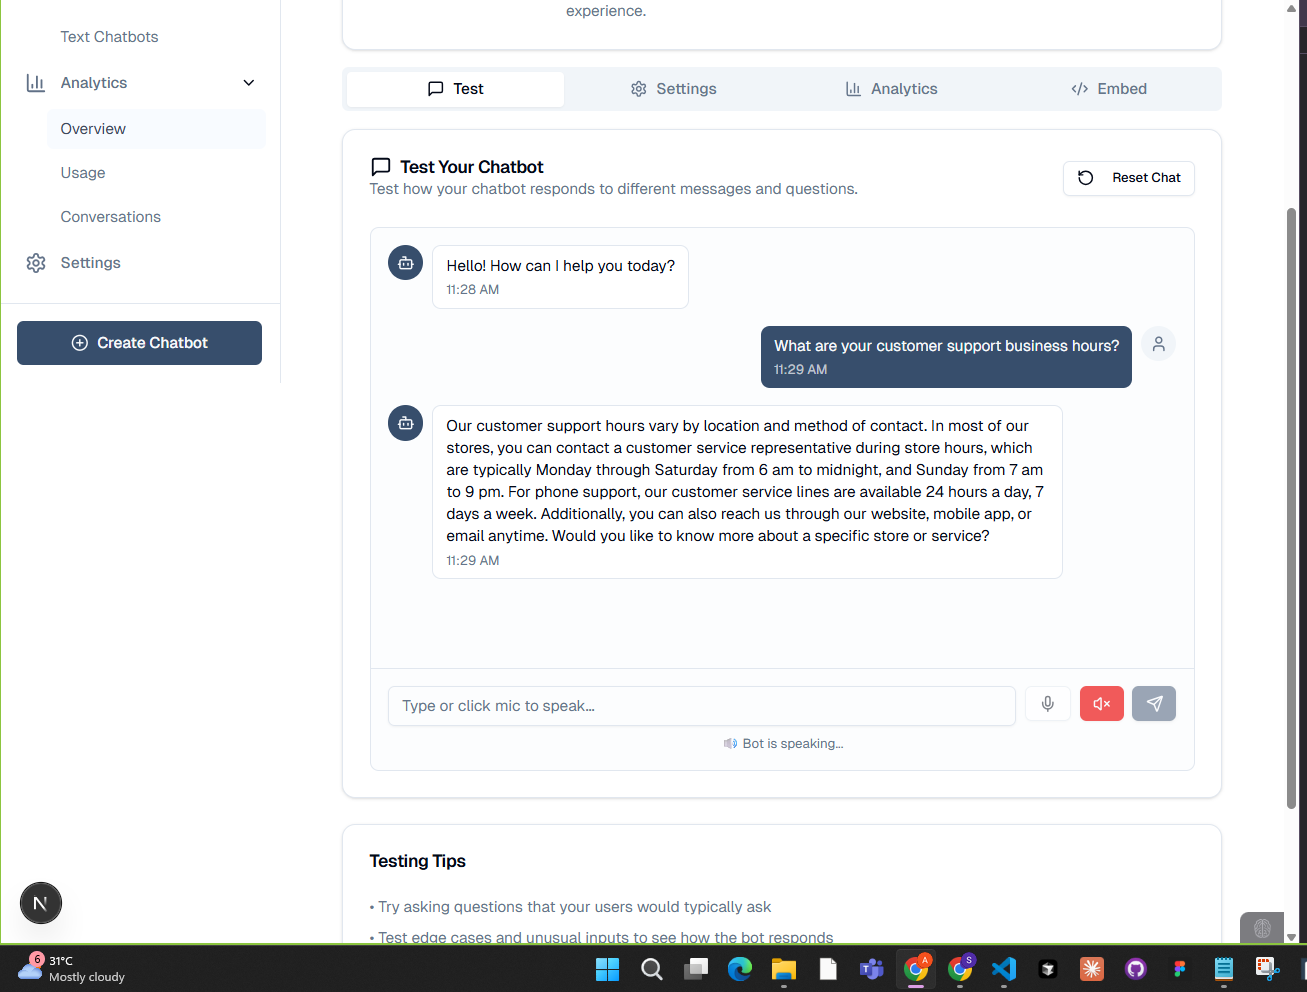 experience.
Text Chatbots
Analytics
Overview
Usage
Conversations
Settings
Create Chatbot
Test
Settings
Analytics
Embed
Test Your Chatbot
Test how your chatbot responds to different messages and questions.
Reset Chat
Hello! How can I help you today?
11:28 AM
What are your customer support business hours?
11:29 AM
Our customer support hours vary by location and method of contact. In most of our
stores, you can contact a customer service representative during store hours, which
are typically Monday through Saturday from 6 am to midnight, and Sunday from 7 am
to 9 pm. For phone support, our customer service lines are available 24 hours a day, 7
days a week. Additionally, you can also reach us through our website, mobile app, or
email anytime. Would you like to know more about a specific store or service?
11:29 AM
Type or click mic to speak...
Bot is speaking...
Testing Tips
• Try asking questions that your users would typically ask
• Test edge cases and unusual inputs to see how the bot responds
N
6
31°C
Mostly cloudy
A
S